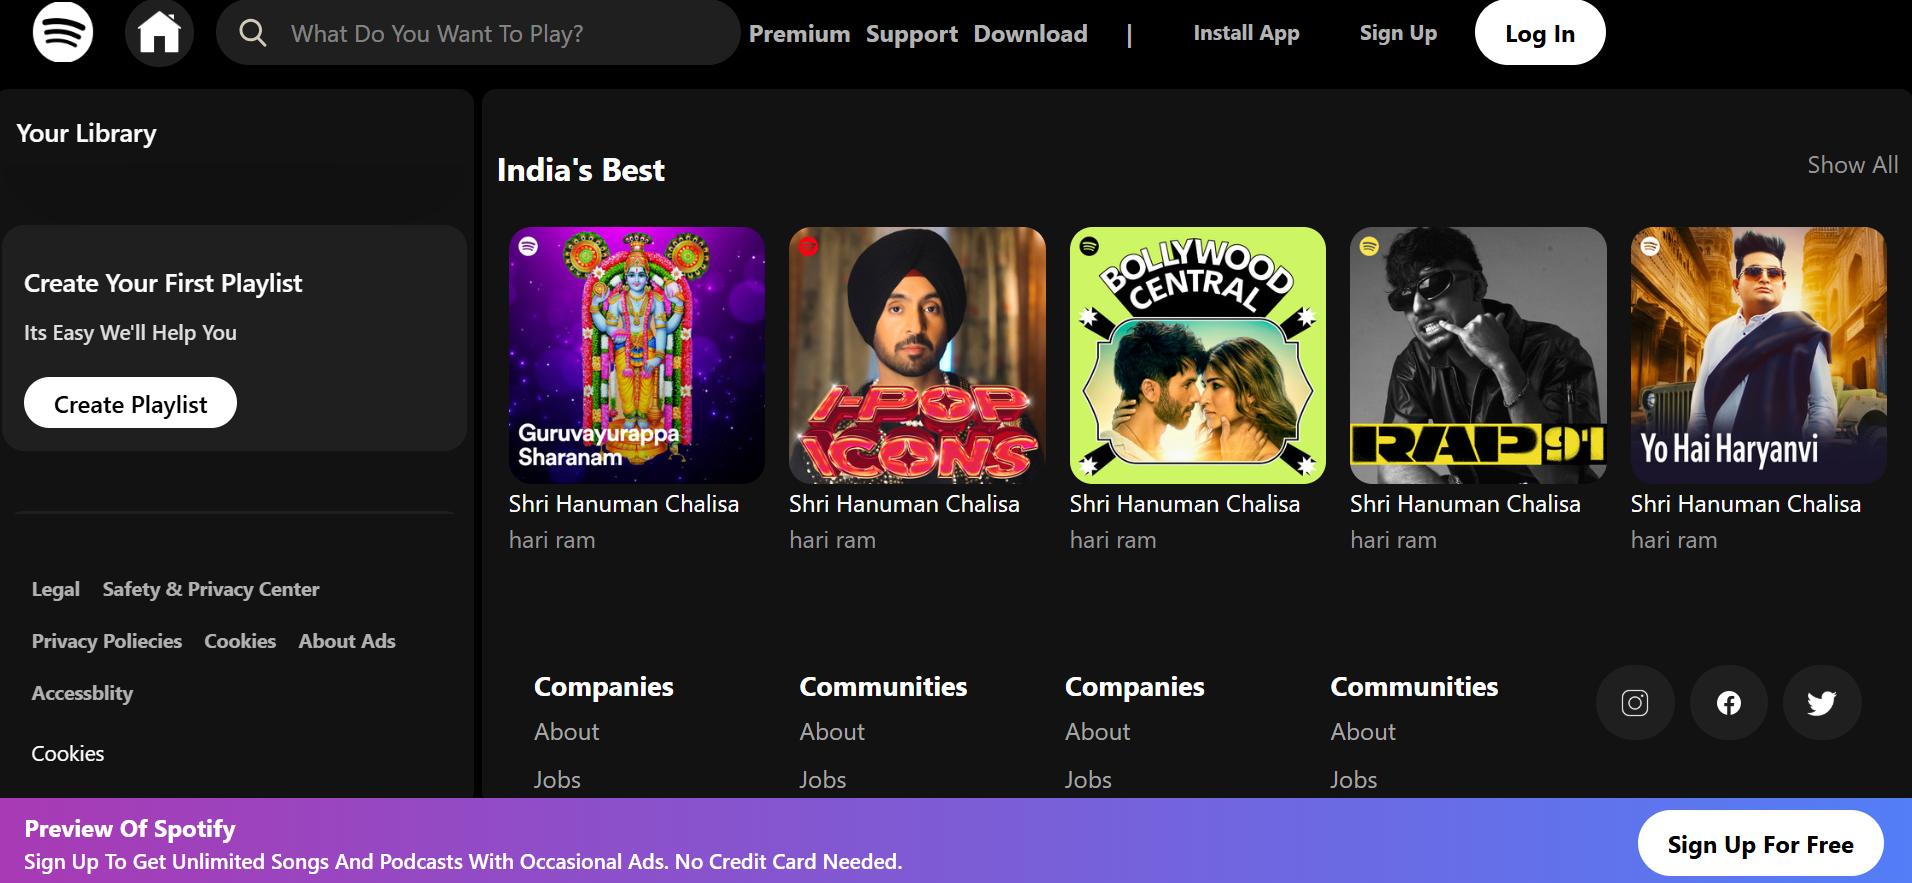 What Do You Want To Play?
Premium Support Download | Install App Sign Up Log In
Your Library
Create Your First Playlist
Its Easy We'll Help You
Create Playlist
Legal Safety & Privacy Center
Privacy Poliecies Cookies About Ads
Accessblity
Cookies
India's Best
Show All
Guruvayurappa
Sharanam
I-POP
ICONS
BOLLYWOOD
CENTRAL
RAP 91
Yo Hai Haryanvi
Shri Hanuman Chalisa
hari ram
Shri Hanuman Chalisa
hari ram
Shri Hanuman Chalisa
hari ram
Shri Hanuman Chalisa
hari ram
Shri Hanuman Chalisa
hari ram
Companies
About
Jobs
Communities
About
Jobs
Companies
About
Jobs
Communities
About
Jobs
Preview Of Spotify
Sign Up To Get Unlimited Songs And Podcasts With Occasional Ads. No Credit Card Needed.
Sign Up For Free